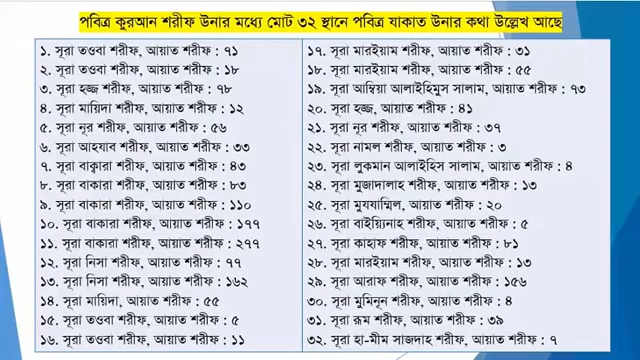 পবিত্র কুরআন শরীফ উনার মধ্যে মোট ৩২ স্থানে পবিত্র যাকাত উনার কথা উল্লেখ আছে
১. সূরা তওবা শরীফ, আয়াত শরীফ : ৭১
২. সূরা তওবা শরীফ, আয়াত শরীফ : ১৮
৩. সূরা হজ্জ শরীফ, আয়াত শরীফ : ৭৮
৪. সূরা মায়িদা শরীফ, আয়াত শরীফ : ১২
৫. সূরা নূর শরীফ, আয়াত শরীফ : ৫৬
৬. সূরা আহযাব শরীফ, আয়াত শরীফ : ৩৩
৭. সূরা বাক্বারা শরীফ, আয়াত শরীফ : ৪৩
৮. সূরা বাকারা শরীফ, আয়াত শরীফ : ৮৩
৯. সূরা বাকারা শরীফ, আয়াত শরীফ : ১১০
১০. সূরা বাকারা শরীফ, আয়াত শরীফ : ১৭৭
১১. সূরা বাকারা শরীফ, আয়াত শরীফ : ২৭৭
১২. সূরা নিসা শরীফ, আয়াত শরীফ : ৭৭
১৩. সূরা নিসা শরীফ, আয়াত শরীফ : ১৬২
১৪. সূরা মায়িদা, আয়াত শরীফ : ৫৫
১৫. সূরা তওবা শরীফ, আয়াত শরীফ : ৫
১৬. সূরা তওবা শরীফ, আয়াত শরীফ : ১১
১৭. সূরা মারইয়াম শরীফ, আয়াত শরীফ : ৩১
১৮. সূরা মারইয়াম শরীফ, আয়াত শরীফ : ৫৫
১৯. সূরা আম্বিয়া আলাইহিমুস সালাম, আয়াত শরীফ : ৭৩
২০. সূরা হজ্জ, আয়াত শরীফ : ৪১
২১. সূরা নূর শরীফ, আয়াত শরীফ : ৩৭
২২. সূরা নামল শরীফ, আয়াত শরীফ : ৩
২৩. সূরা লুকমান আলাইহিস সালাম, আয়াত শরীফ : ৪
২৪. সূরা মুজাদালাহ শরীফ, আয়াত শরীফ : ১৩
২৫. সূরা মুযযাম্মিল, আয়াত শরীফ : ২০
২৬. সূরা বাইয়্যিনাহ শরীফ, আয়াত শরীফ : ৫
২৭. সূরা কাহাফ শরীফ, আয়াত শরীফ : ৮১
২৮. সূরা মারইয়াম শরীফ, আয়াত শরীফ : ১৩
২৯. সূরা আরাফ শরীফ, আয়াত শরীফ : ১৫৬
৩০. সূরা মুমিনূন শরীফ, আয়াত শরীফ : ৪
৩১. সূরা রূম শরীফ, আয়াত শরীফ : ৩৯
৩২. সূরা হা-মীম সাজদাহ শরীফ, আয়াত শরীফ : ৭